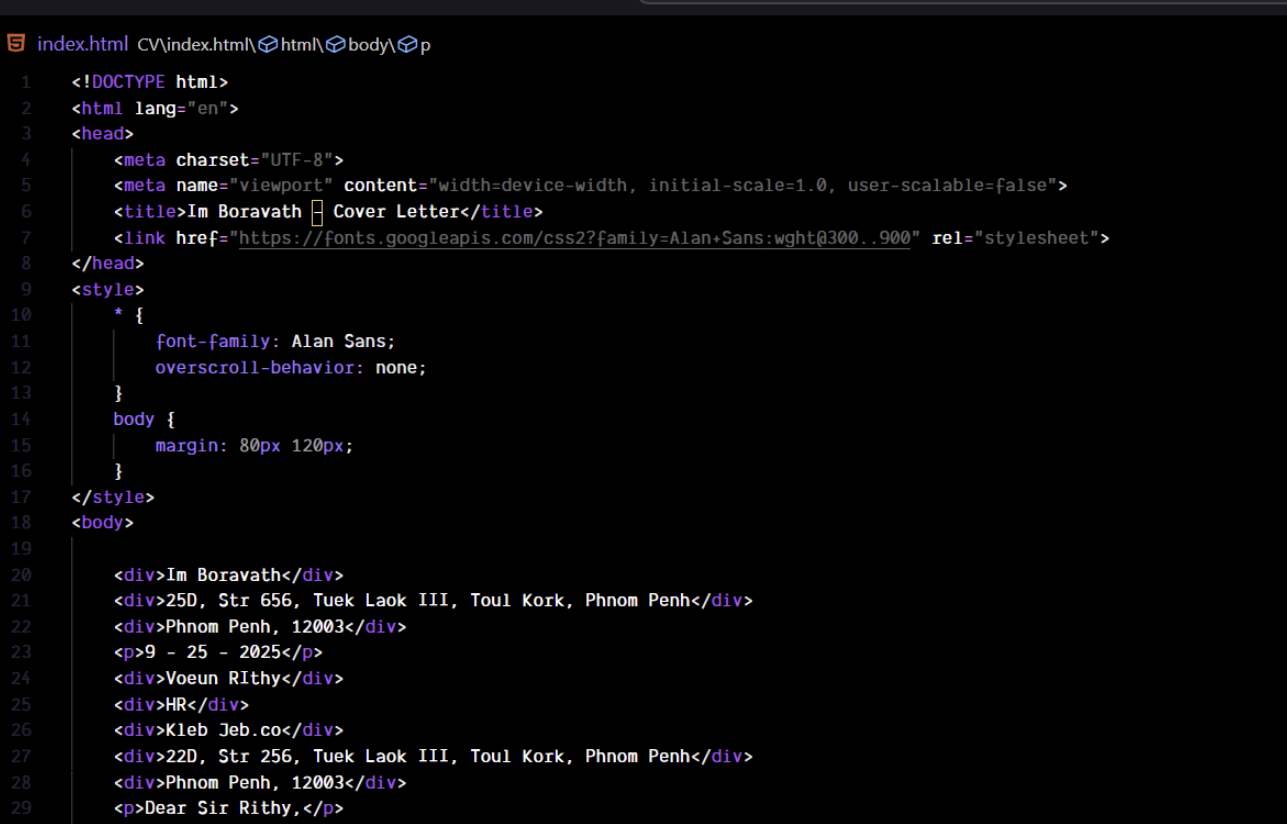 index.html CV\index.html\html\body\p
1 <!DOCTYPE html>
2 <html lang="en">
3 <head>
4 <meta charset="UTF-8">
5 <meta name="viewport" content="width=device-width, initial-scale=1.0, user-scalable=false">
6 <title>Im Boravath – Cover Letter</title>
7 <link href="https://fonts.googleapis.com/css2?family=Alan+Sans:wght@300..900" rel="stylesheet">
8 </head>
9 <style>
10 * {
11 font-family: Alan Sans;
12 overscroll-behavior: none;
13 }
14 body {
15 margin: 80px 120px;
16 }
17 </style>
18 <body>
19
20 <div>Im Boravath</div>
21 <div>25D, Str 656, Tuek Laok III, Toul Kork, Phnom Penh</div>
22 <div>Phnom Penh, 12003</div>
23 <p>9 - 25 - 2025</p>
24 <div>Voeun RIthy</div>
25 <div>HR</div>
26 <div>Kleb Jeb.co</div>
27 <div>22D, Str 256, Tuek Laok III, Toul Kork, Phnom Penh</div>
28 <div>Phnom Penh, 12003</div>
29 <p>Dear Sir Rithy,</p>